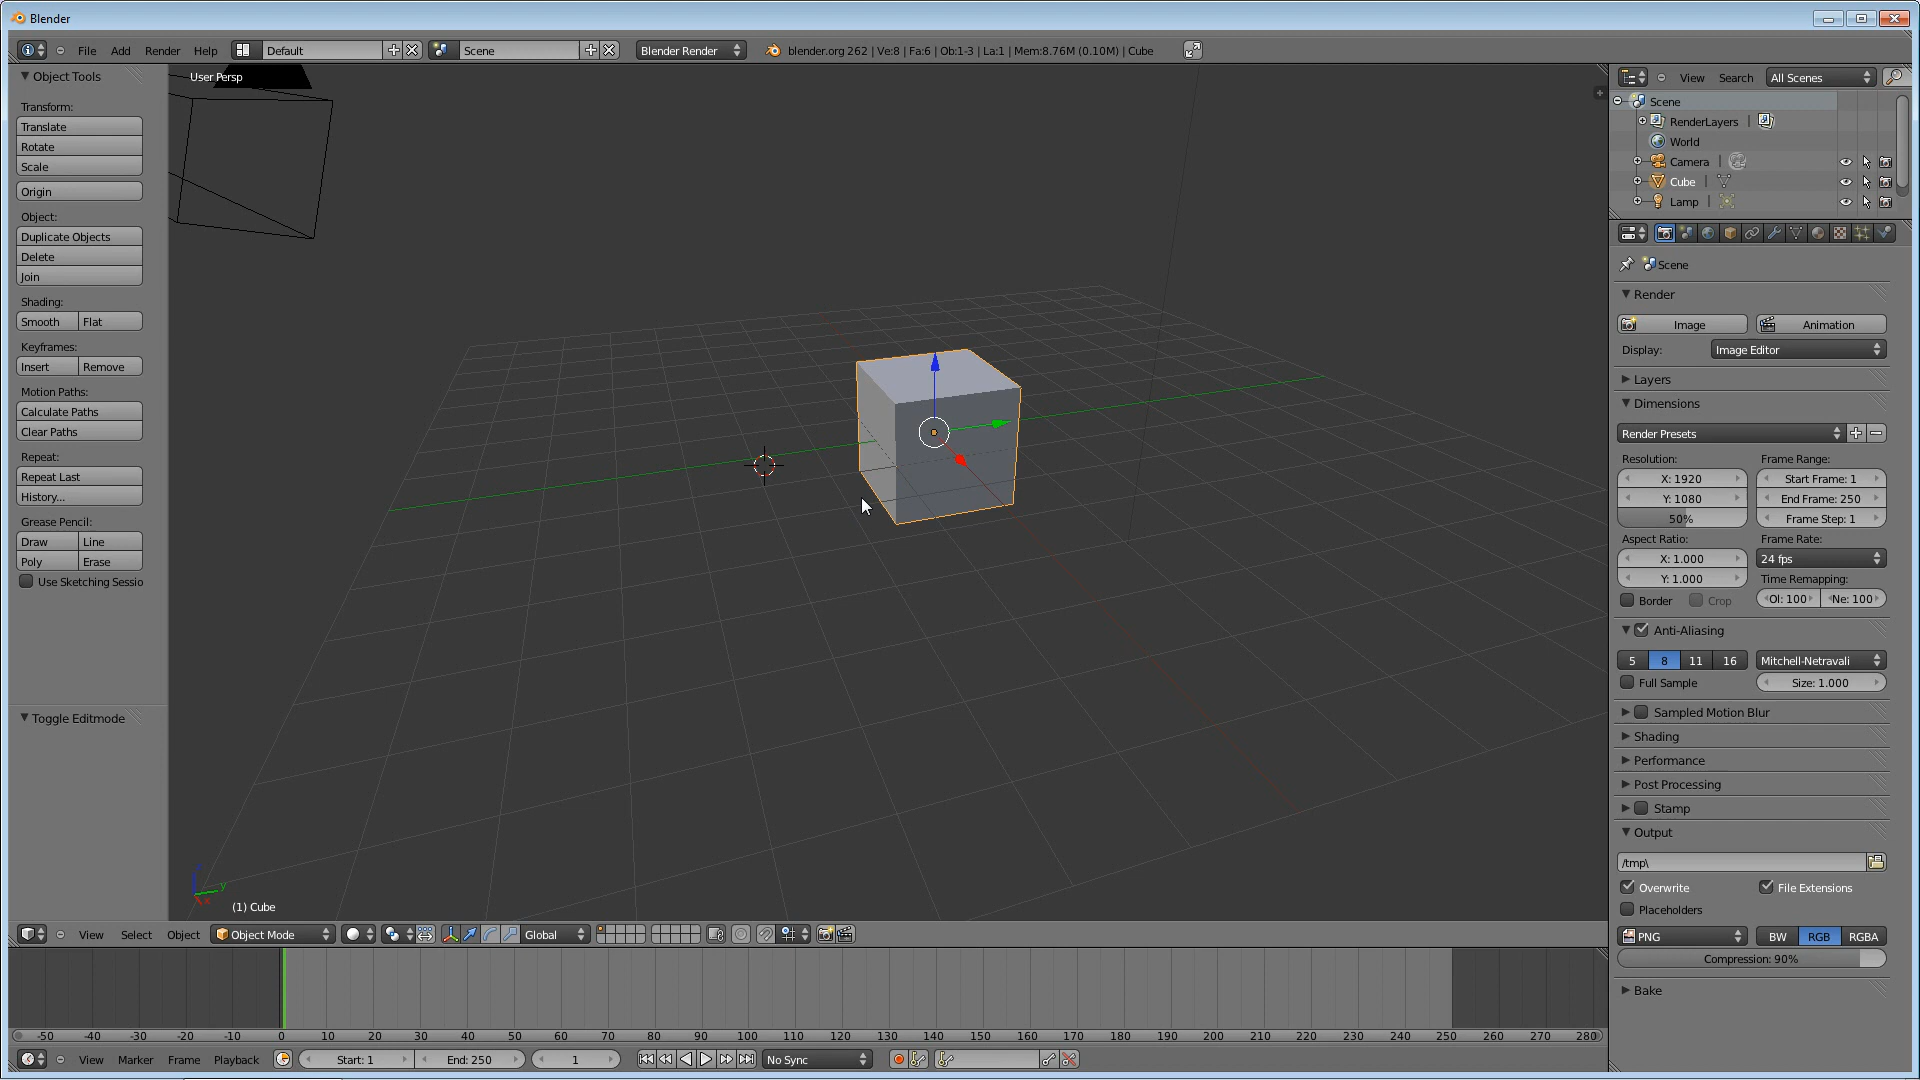 Blender
File Add Render Help Default Scene Blender Render blender.org 262 | Ve:8 | Fa:6 | Ob:1-3 | La:1 | Mem:8.76M (0.10M) | Cube
Object Tools
Transform:
Translate
Rotate
Scale
Origin
Object:
Duplicate Objects
Delete
Join
Shading:
Smooth Flat
Keyframes:
Insert Remove
Motion Paths:
Calculate Paths
Clear Paths
Repeat:
Repeat Last
History...
Grease Pencil:
Draw Line
Poly Erase
Use Sketching Sessio
Toggle Editmode
User Persp
z
y
x
(1) Cube
View Select Object Object Mode Global
-50 -40 -30 -20 -10 0 10 20 30 40 50 60 70 80 90 100 110 120 130 140 150 160 170 180 190 200 210 220 230 240 250 260 270 280
View Marker Frame Playback Start: 1 End: 250 1 No Sync
View Search All Scenes
Scene
RenderLayers |
World
Camera |
Cube |
Lamp |
Scene
Render
Image Animation
Display: Image Editor
Layers
Dimensions
Render Presets
Resolution: Frame Range:
X: 1920 Start Frame: 1
Y: 1080 End Frame: 250
50% Frame Step: 1
Aspect Ratio: Frame Rate:
X: 1.000 24 fps
Y: 1.000 Time Remapping:
Border Crop Ol: 100 Ne: 100
Anti-Aliasing
5 8 11 16 Mitchell-Netravali
Full Sample Size: 1.000
Sampled Motion Blur
Shading
Performance
Post Processing
Stamp
Output
/tmp\
Overwrite File Extensions
Placeholders
PNG BW RGB RGBA
Compression: 90%
Bake